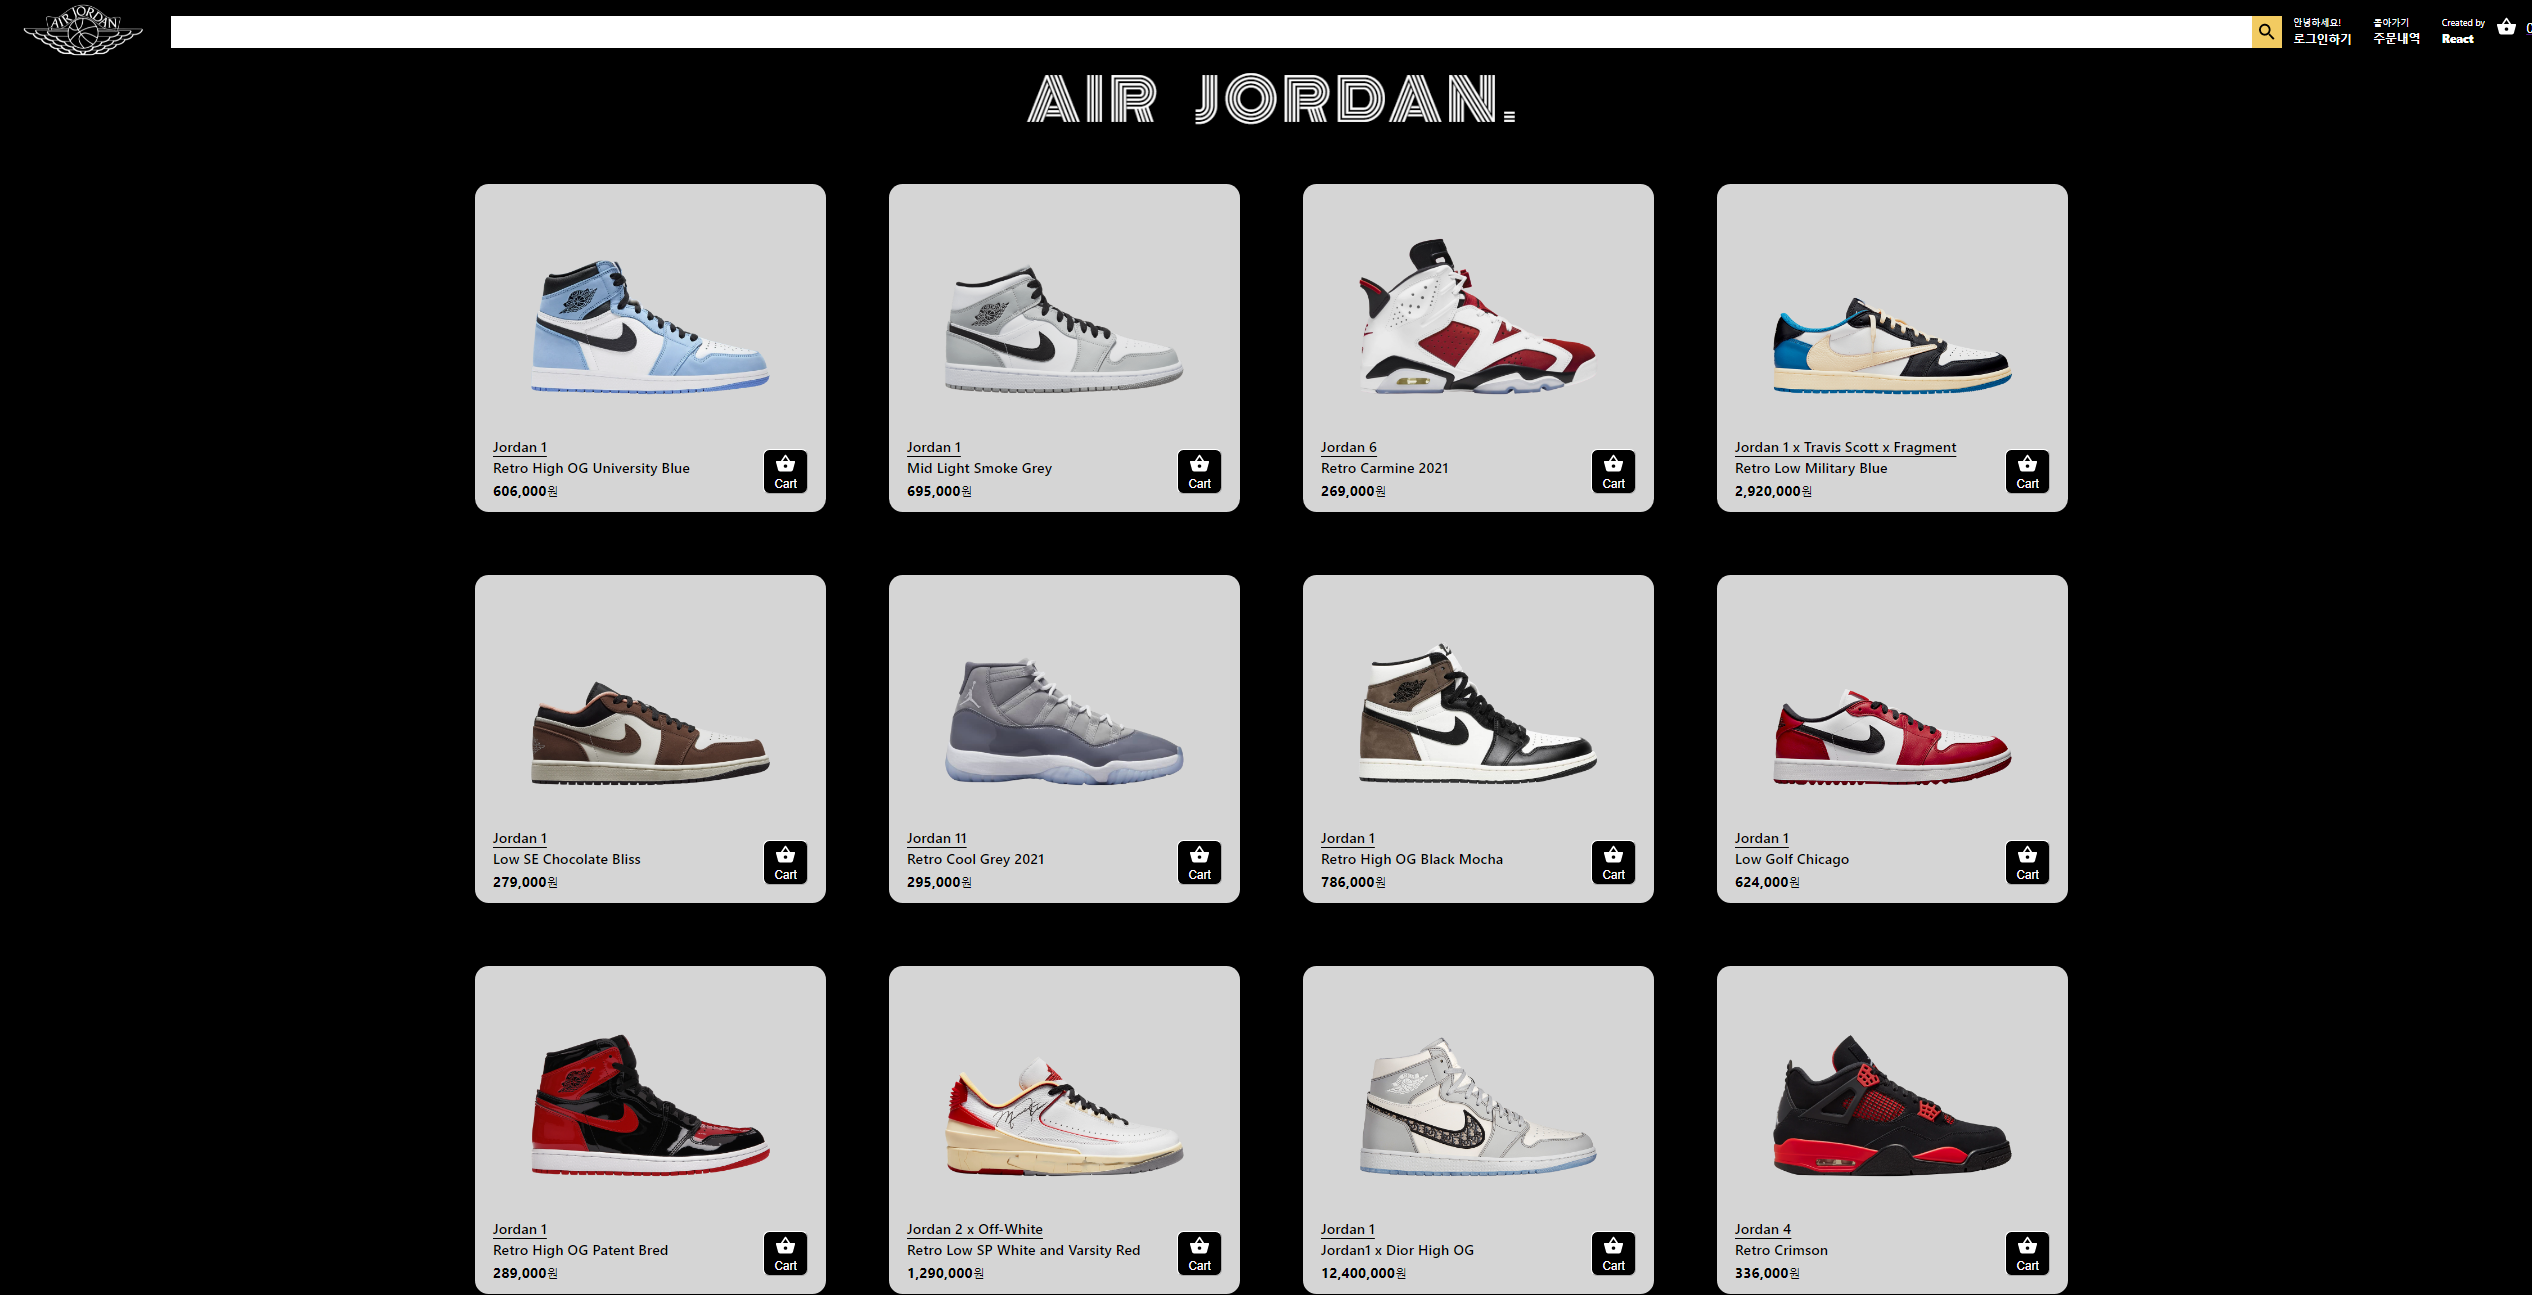 AIR JORDAN
안녕하세요!
로그인하기
돌아가기
주문내역
Created by
React
0
AIR JORDAN.
Jordan 1
Retro High OG University Blue
606,000원
Cart
Jordan 1
Mid Light Smoke Grey
695,000원
Cart
Jordan 6
Retro Carmine 2021
269,000원
Cart
Jordan 1 x Travis Scott x Fragment
Retro Low Military Blue
2,920,000원
Cart
Jordan 1
Low SE Chocolate Bliss
279,000원
Cart
Jordan 11
Retro Cool Grey 2021
295,000원
Cart
Jordan 1
Retro High OG Black Mocha
786,000원
Cart
Jordan 1
Low Golf Chicago
624,000원
Cart
Jordan 1
Retro High OG Patent Bred
289,000원
Cart
Jordan 2 x Off-White
Retro Low SP White and Varsity Red
1,290,000원
Cart
Jordan 1
Jordan1 x Dior High OG
12,400,000원
Cart
Jordan 4
Retro Crimson
336,000원
Cart